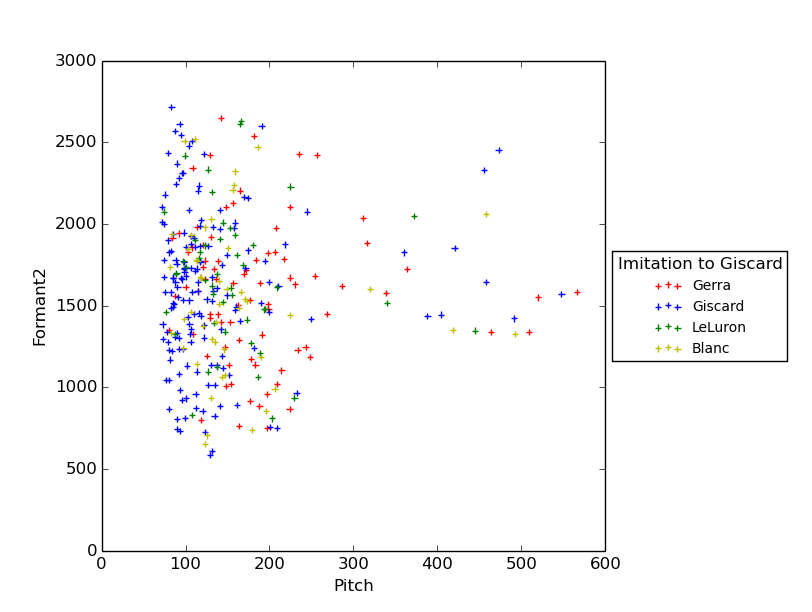 3000
2500
2000
1500
1000
500
0
Formant2
0 100 200 300 400 500 600
Pitch
Imitation to Giscard
Gerra
Giscard
LeLuron
Blanc